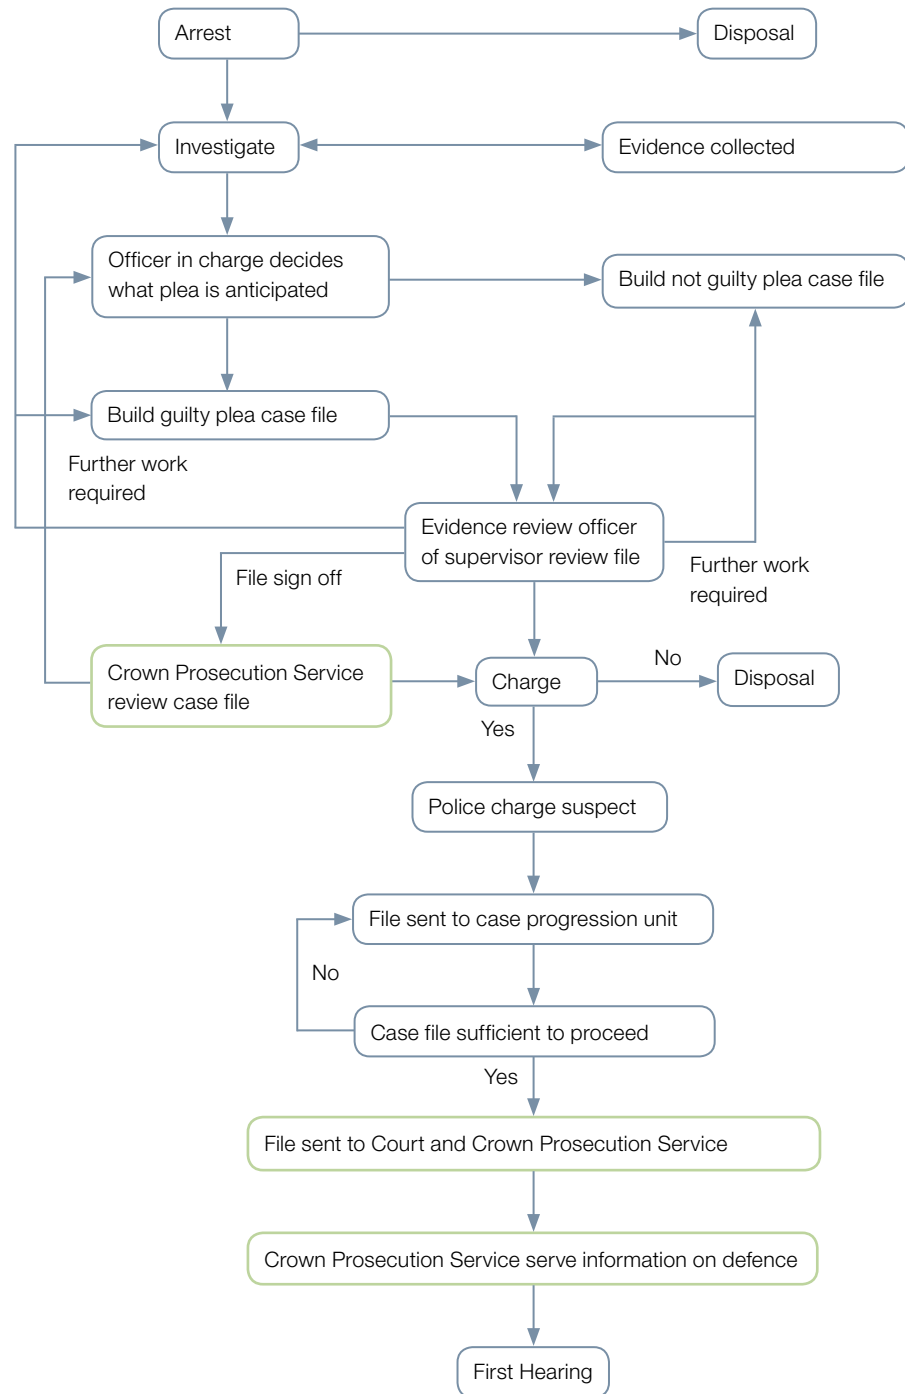 Arrest
Disposal
Investigate
Evidence collected
Officer in charge decides
what plea is anticipated
Build not guilty plea case file
Build guilty plea case file
Further work
required
Evidence review officer
of supervisor review file
Further work
required
File sign off
Crown Prosecution Service
review case file
Charge
No
Disposal
Yes
Police charge suspect
File sent to case progression unit
No
Case file sufficient to proceed
Yes
File sent to Court and Crown Prosecution Service
Crown Prosecution Service serve information on defence
First Hearing